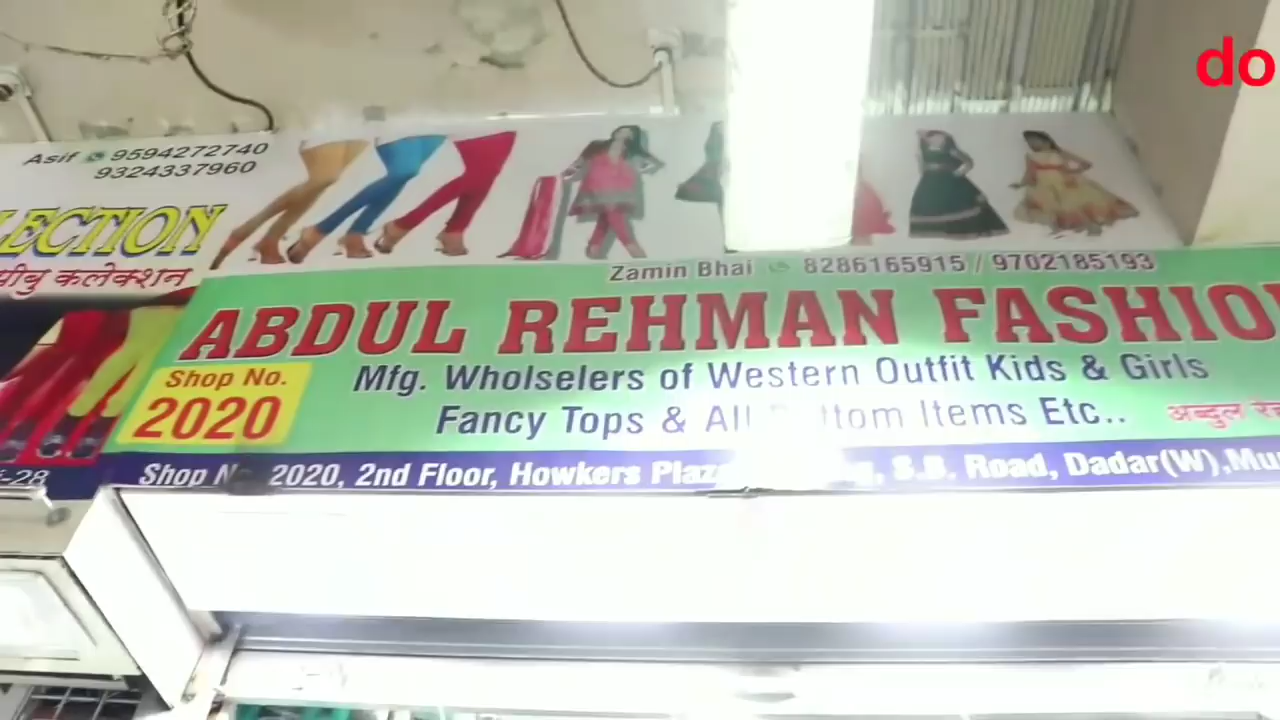 do
Asif 9594272740
9324337960
LECTION
कलेक्शन
Zamin Bhai 8286165915 / 9702185193
ABDUL REHMAN FASHIO
Shop No.
2020
Mfg. Wholselers of Western Outfit Kids & Girls
Fancy Tops & All ttom Items Etc..
अब्दुल
Shop No 2020, 2nd Floor, Howkers Plaza S.B. Road, Dadar(W),Mu
-28